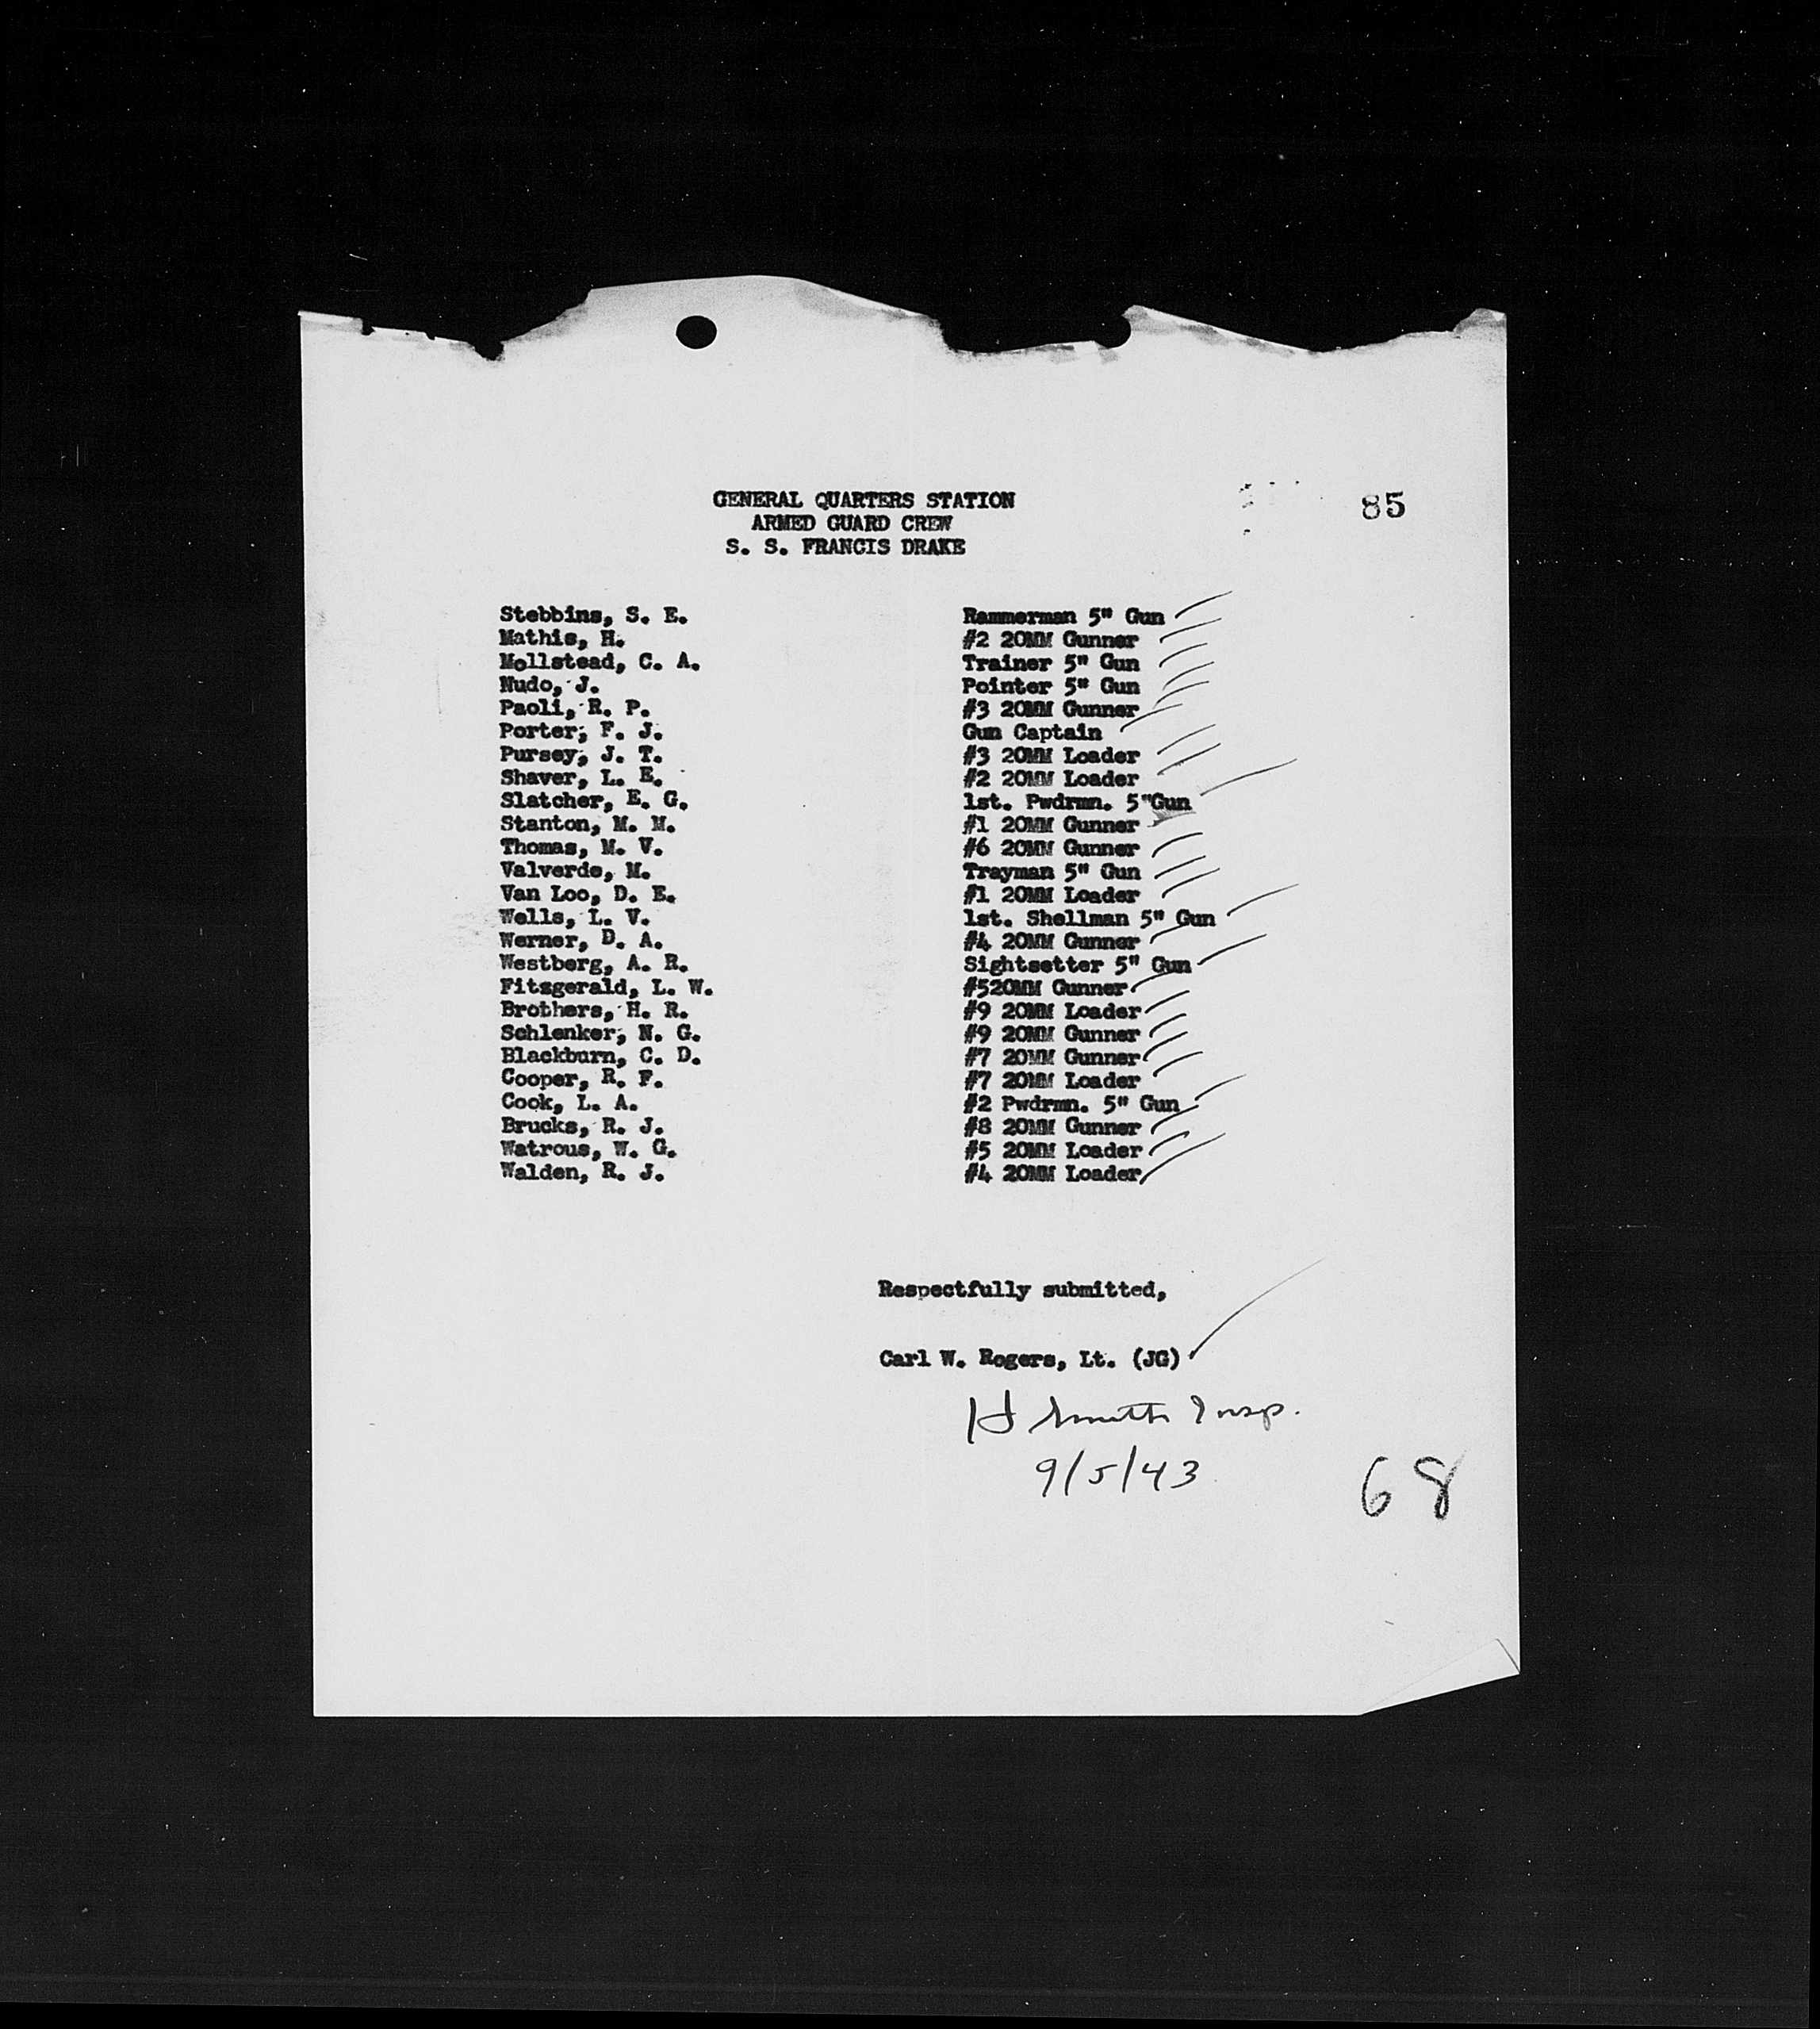 GENERAL QUARTERS STATION 85
ARMED GUARD CREW
S. S. FRANCIS DRAKE
Stebbins, S. E. Rammerman 5" Gun
Mathis, H. #2 20MM Gunner
Mollstead, C. A. Trainer 5" Gun
Nudo, J. Pointer 5" Gun
Paoli, R. P. #3 20MM Gunner
Porter, F. J. Gun Captain
Pursey, J. T. #3 20MM Loader
Shaver, L. E. #2 20MM Loader
Slatcher, E. G. 1st. Pwdrmn. 5"Gun
Stanton, M. M. #1 20MM Gunner
Thomas, M. V. #6 20MM Gunner
Valverde, M. Trayman 5" Gun
Van Loo, D. E. #1 20MM Loader
Wells, L. V. 1st. Shellman 5" Gun
Werner, D. A. #4 20MM Gunner
Westberg, A. R. Sightsetter 5" Gun
Fitzgerald, L. W. #520MM Gunner
Brothers, H. R. #9 20MM Loader
Schlenker, N. G. #9 20MM Gunner
Blackburn, C. D. #7 20MM Gunner
Cooper, R. F. #7 20MM Loader
Cook, L. A. #2 Pwdrmn. 5" Gun
Brucks, R. J. #8 20MM Gunner
Watrous, W. G. #5 20MM Loader
Walden, R. J. #4 20MM Loader
Respectfully submitted,
Carl W. Rogers, Lt. (JG)
H Smith Insp.
9/5/43
68